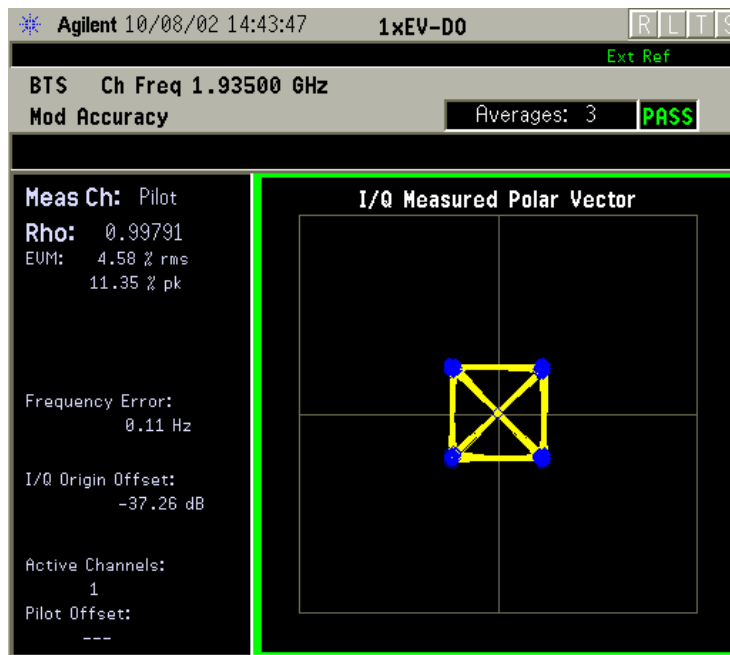 Agilent 10/08/02 14:43:47 1xEV-DO R L T S
Ext Ref
BTS Ch Freq 1.93500 GHz
Mod Accuracy Averages: 3 PASS
Meas Ch: Pilot
I/Q Measured Polar Vector
Rho: 0.99791
EVM: 4.58 % rms
11.35 % pk
Frequency Error:
0.11 Hz
I/Q Origin Offset:
-37.26 dB
Active Channels:
1
Pilot Offset:
---